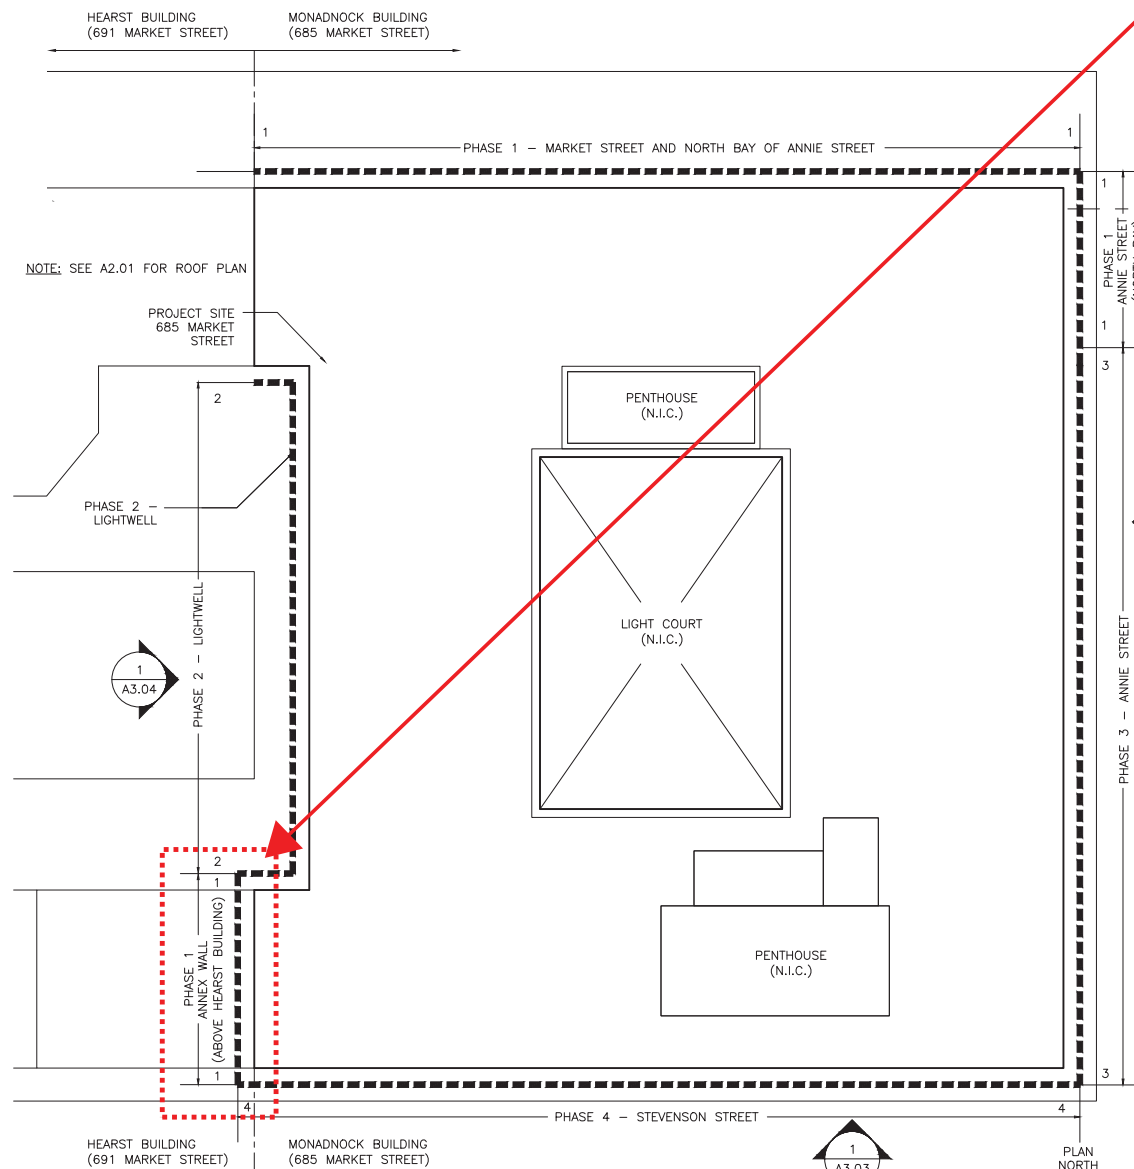 HEARST BUILDING
(691 MARKET STREET)
MONADNOCK BUILDING
(685 MARKET STREET)
1
1
PHASE 1 – MARKET STREET AND NORTH BAY OF ANNIE STREET
1
PHASE 1
ANNIE STREET
1
NOTE: SEE A2.01 FOR ROOF PLAN
PROJECT SITE
685 MARKET
STREET
3
2
PENTHOUSE
(N.I.C.)
PHASE 2 –
LIGHTWELL
PHASE 2 – LIGHTWELL
LIGHT COURT
(N.I.C.)
1
A3.04
PHASE 3 – ANNIE STREET
2
1
PHASE 1
ANNEX WALL
(ABOVE HEARST BUILDING)
1
PENTHOUSE
(N.I.C.)
3
4
PHASE 4 – STEVENSON STREET
4
HEARST BUILDING
(691 MARKET STREET)
MONADNOCK BUILDING
(685 MARKET STREET)
1
A3.03
PLAN
NORTH